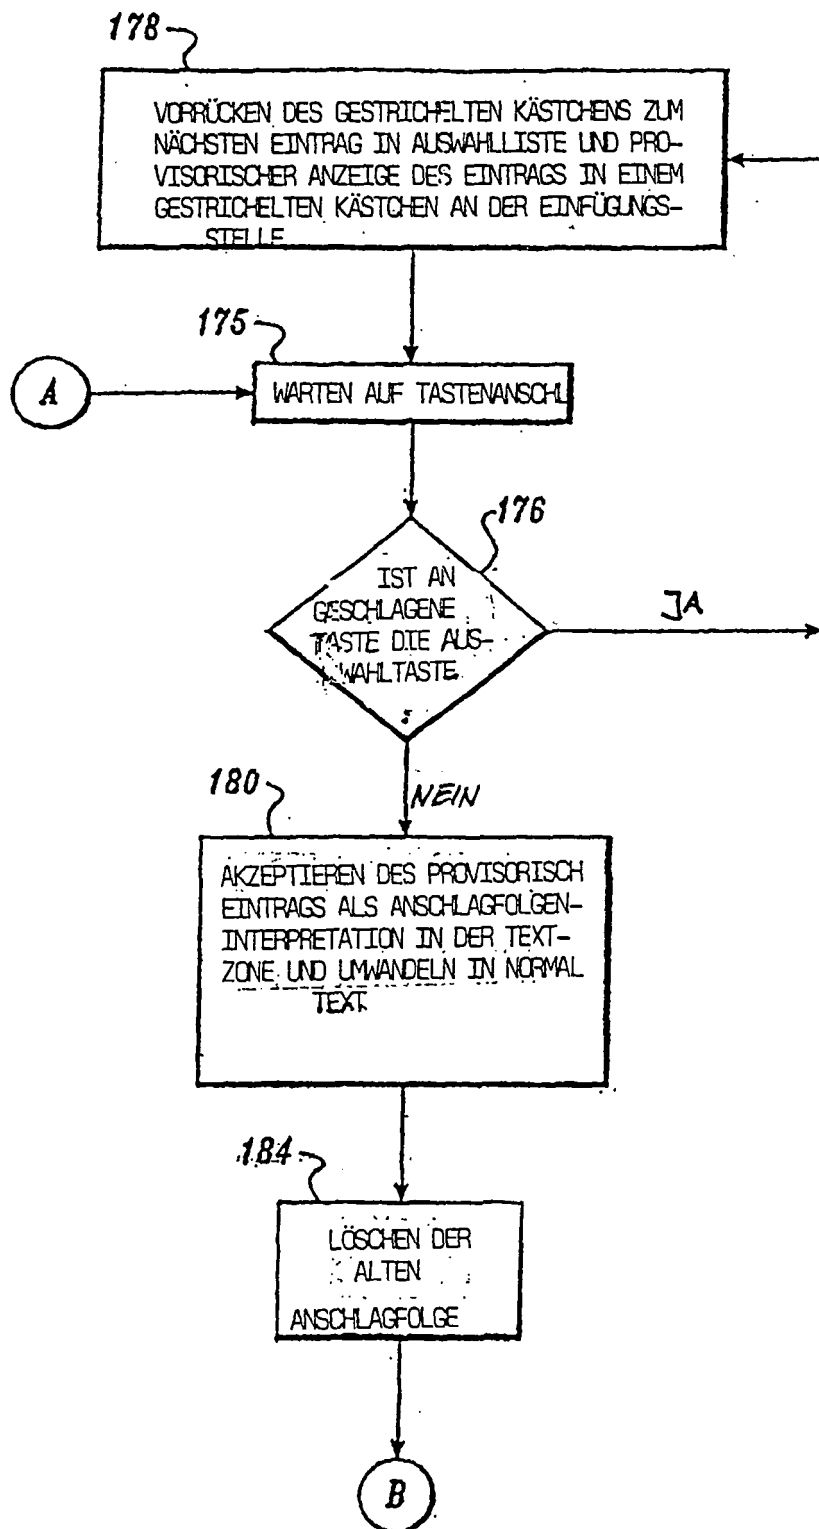 178
VORRÜCKEN DES GESTRICHELTEN KÄSTCHENS ZUM
NÄCHSTEN EINTRAG IN AUSWAHLLISTE UND PRO-
VISORISCHER ANZEIGE DES EINTRAGS IN EINEM
GESTRICHELTEN KÄSTCHEN AN DER EINFÜGUNGS-
STELLE
175
A
WARTEN AUF TASTENANSCHL
176
IST AN
GESCHLAGENE
TASTE DIE AUS-
WAHLTASTE
JA
180
NEIN
AKZEPTIEREN DES PROVISORISCH
EINTRAGS ALS ANSCHLAGFOLGEN-
INTERPRETATION IN DER TEXT-
ZONE UND UMWANDELN IN NORMAL
TEXT
184
LÖSCHEN DER
ALTEN
ANSCHLAGFOLGE
B